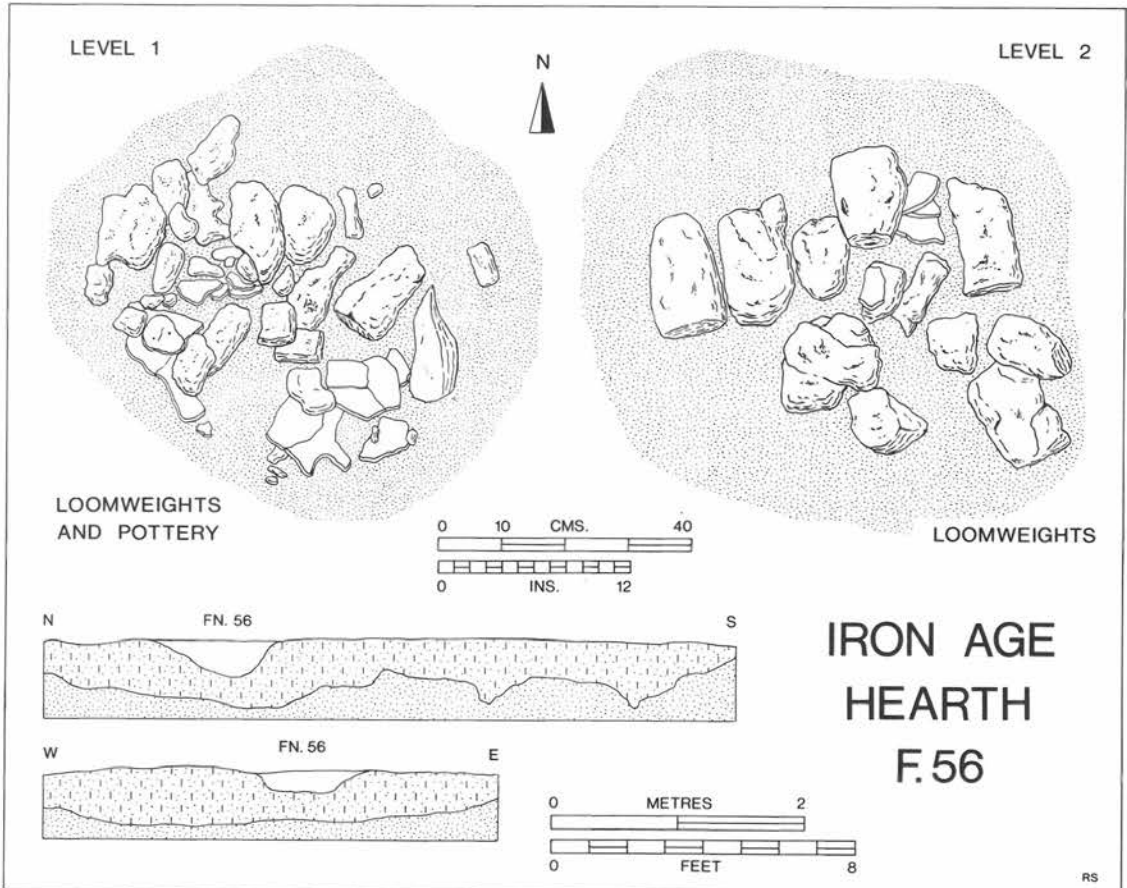 LEVEL 1
N
LEVEL 2
LOOMWEIGHTS
AND POTTERY
LOOMWEIGHTS
0 10 CMS. 40
0 INS. 12
N FN. 56 S
W FN. 56 E
IRON AGE
HEARTH
F. 56
0 METRES 2
0 FEET 8
RS